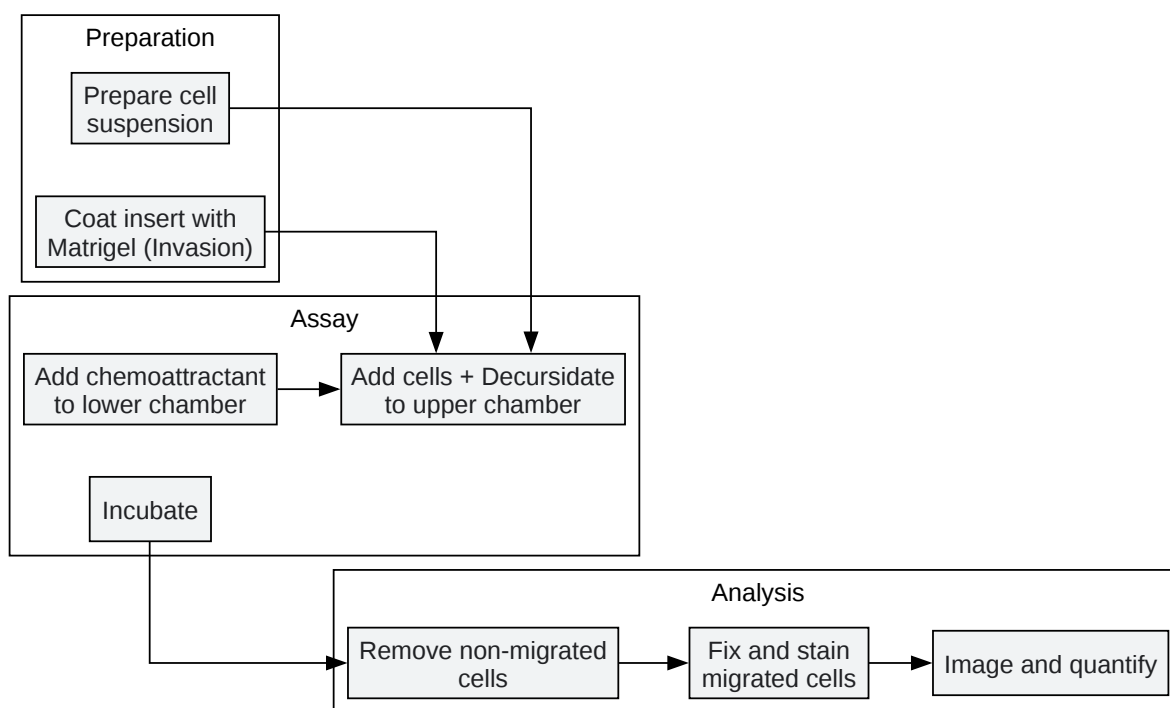 Preparation
Prepare cell
suspension
Coat insert with
Matrigel (Invasion)
Assay
Add chemoattractant
to lower chamber
Add cells + Decursidate
to upper chamber
Incubate
Analysis
Remove non-migrated
cells
Fix and stain
migrated cells
Image and quantify